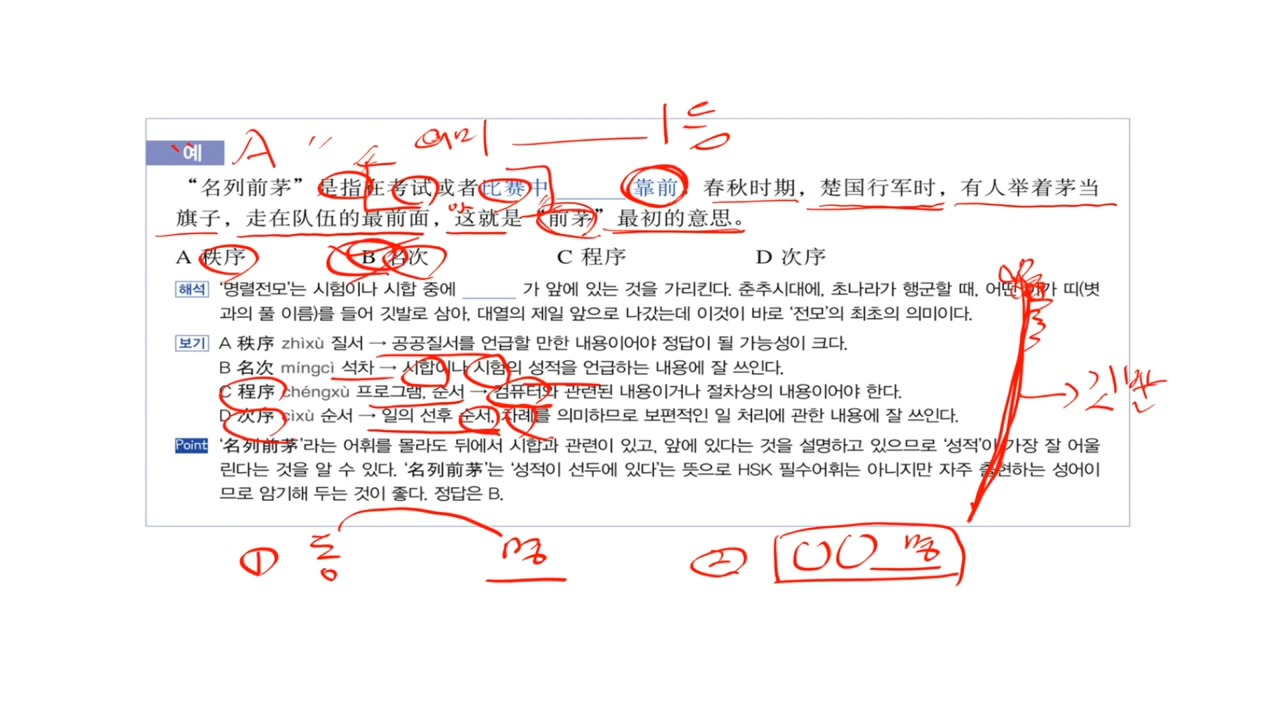 A " 의미 1등
예
“名列前茅”是指在考试或者比赛中______靠前。春秋时期，楚国行军时，有人举着茅当
旗子，走在队伍的最前面，这就是“前茅”最初的意思。
A 秩序 B 名次 C 程序 D 次序
해석 ‘명렬전모’는 시험이나 시합 중에 ______ 가 앞에 있는 것을 가리킨다. 춘추시대에, 초나라가 행군할 때, 어떤 이가 띠(볏
과의 풀 이름)를 들어 깃발로 삼아, 대열의 제일 앞으로 나갔는데 이것이 바로 ‘전모’의 최초의 의미이다.
보기 A 秩序 zhìxù 질서 → 공공질서를 언급할 만한 내용이어야 정답이 될 가능성이 크다.
B 名次 míngcì 석차 → 시합이나 시험의 성적을 언급하는 내용에 잘 쓰인다.
C 程序 chéngxù 프로그램, 순서 → 컴퓨터와 관련된 내용이거나 절차상의 내용이어야 한다.
깃발
D 次序 cìxù 순서 → 일의 선후 순서, 차례를 의미하므로 보편적인 일 처리에 관한 내용에 잘 쓰인다.
Point ‘名列前茅’라는 어휘를 몰라도 뒤에서 시합과 관련이 있고, 앞에 있다는 것을 설명하고 있으므로 ‘성적’이 가장 잘 어울
린다는 것을 알 수 있다. ‘名列前茅’는 ‘성적이 선두에 있다’는 뜻으로 HSK 필수어휘는 아니지만 자주 출현하는 성어이
므로 암기해 두는 것이 좋다. 정답은 B.
① 동 명 ② ○○명